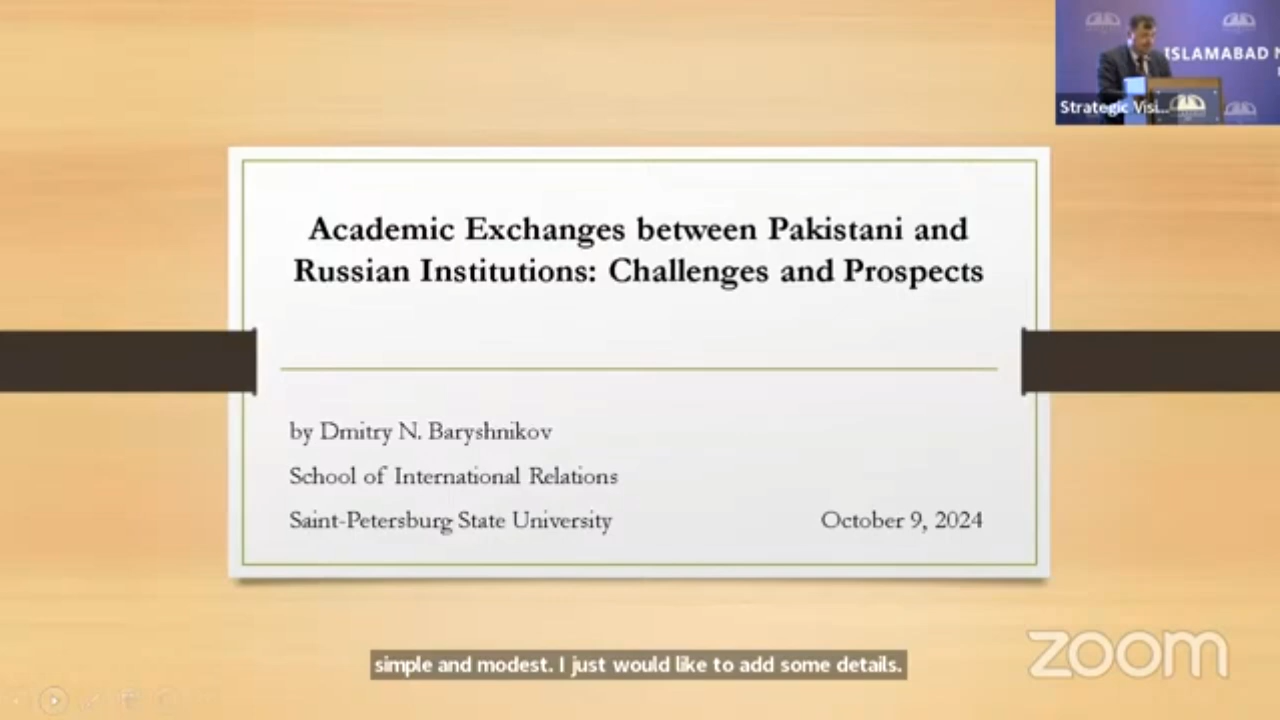 ISLAMABAD
Strategic Visi...
Academic Exchanges between Pakistani and
Russian Institutions: Challenges and Prospects
by Dmitry N. Baryshnikov
School of International Relations
Saint-Petersburg State University
October 9, 2024
simple and modest. I just would like to add some details.
zoom